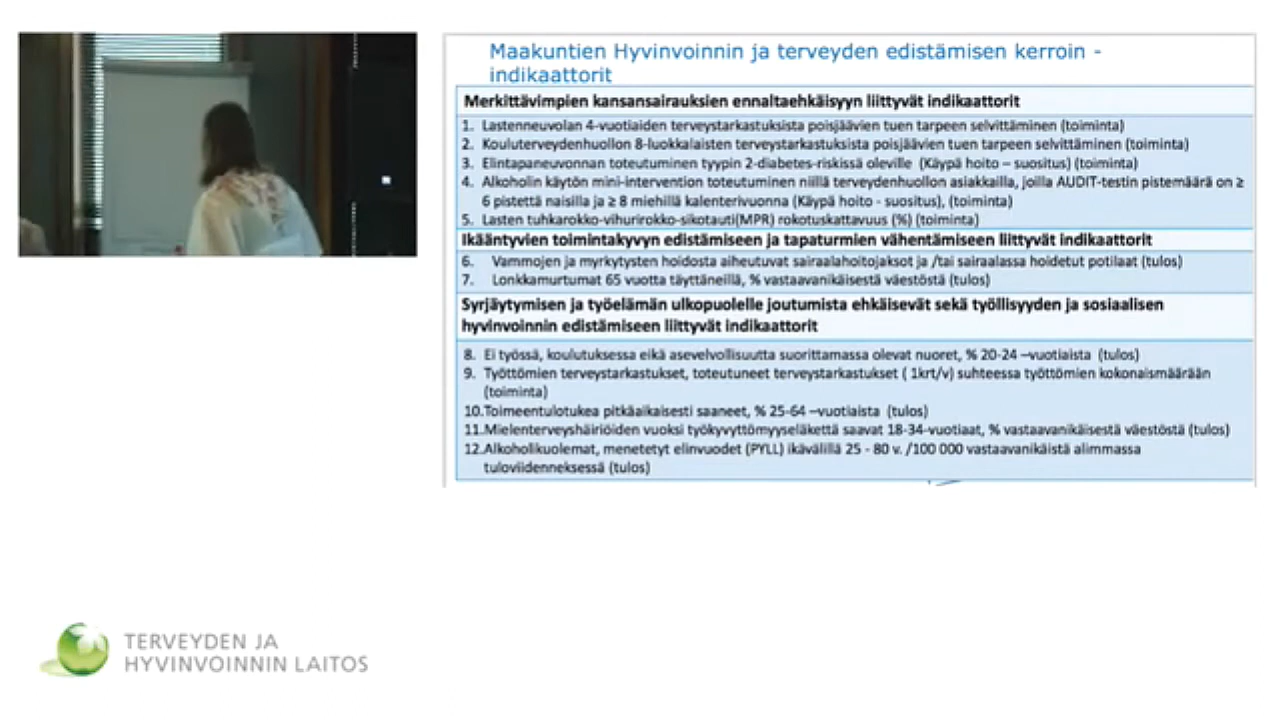 Maakuntien Hyvinvoinnin ja terveyden edistämisen kerroin -
indikaattorit
Merkittävimpien kansansairauksien ennaltaehkäisyyn liittyvät indikaattorit
1. Lastenneuvolan 4-vuotiaiden terveystarkastuksista poisjäävien tuen tarpeen selvittäminen (toiminta)
2. Kouluterveydenhuollon 8-luokkalaisten terveystarkastuksista poisjäävien tuen tarpeen selvittäminen (toiminta)
3. Elintapaneuvonnan toteutuminen tyypin 2-diabetes-riskissä oleville (Käypä hoito – suositus) (toiminta)
4. Alkoholin käytön mini-intervention toteutuminen niillä terveydenhuollon asiakkailla, joilla AUDIT-testin pistemäärä on ≥
6 pistettä naisilla ja ≥ 8 miehillä kalenterivuonna (Käypä hoito - suositus), (toiminta)
5. Lasten tuhkarokko-vihurirokko-sikotauti(MPR) rokotuskattavuus (%) (toiminta)
Ikääntyvien toimintakyvyn edistämiseen ja tapaturmien vähentämiseen liittyvät indikaattorit
6. Vammojen ja myrkytysten hoidosta aiheutuvat sairaalahoitojaksot ja /tai sairaalassa hoidetut potilaat (tulos)
7. Lonkkamurtumat 65 vuotta täyttäneillä, % vastaavanikäisestä väestöstä (tulos)
Syrjäytymisen ja työelämän ulkopuolelle joutumista ehkäisevät sekä työllisyyden ja sosiaalisen
hyvinvoinnin edistämiseen liittyvät indikaattorit
8. Ei työssä, koulutuksessa eikä asevelvollisuutta suorittamassa olevat nuoret, % 20-24 –vuotiaista (tulos)
9. Työttömien terveystarkastukset, toteutuneet terveystarkastukset ( 1krt/v) suhteessa työttömien kokonaismäärään
(toiminta)
10.Toimeentulotukea pitkäaikaisesti saaneet, % 25-64 –vuotiaista (tulos)
11.Mielenterveyshäiriöiden vuoksi työkyvyttömyyseläkettä saavat 18-34-vuotiaat, % vastaavanikäisestä väestöstä (tulos)
12.Alkoholikuolemat, menetetyt elinvuodet (PYLL) ikävälillä 25 - 80 v. /100 000 vastaavanikäistä alimmassa
tuloviidenneksessä (tulos)
TERVEYDEN JA
HYVINVOINNIN LAITOS